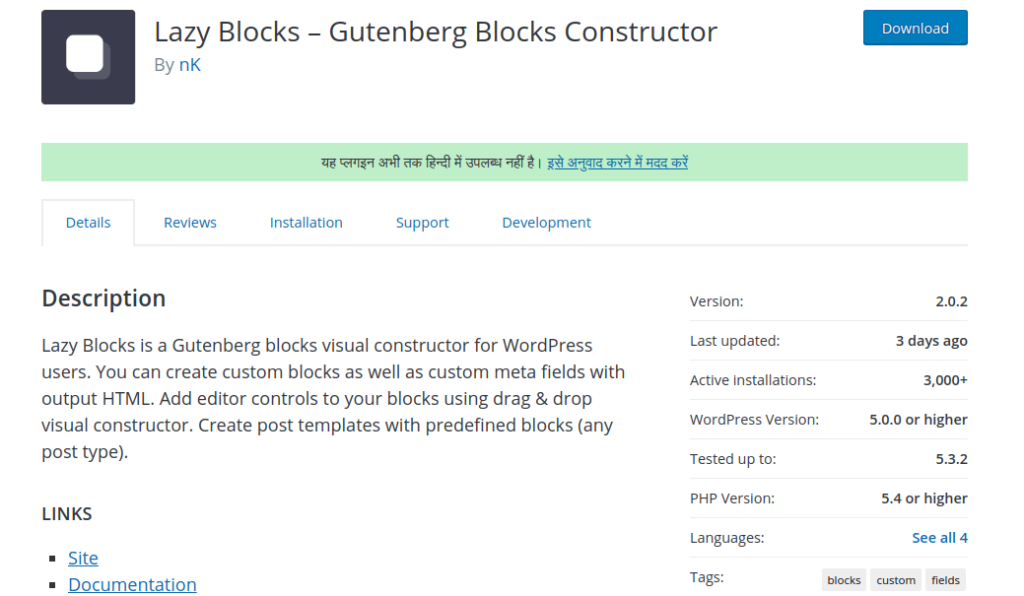 Lazy Blocks – Gutenberg Blocks Constructor
Download
By nK
यह प्लगइन अभी तक हिन्दी में उपलब्ध नहीं है। इसे अनुवाद करने में मदद करें
Details Reviews Installation Support Development
Description
Lazy Blocks is a Gutenberg blocks visual constructor for WordPress
users. You can create custom blocks as well as custom meta fields with
output HTML. Add editor controls to your blocks using drag & drop
visual constructor. Create post templates with predefined blocks (any
post type).
LINKS
Site
Documentation
Version: 2.0.2
Last updated: 3 days ago
Active installations: 3,000+
WordPress Version: 5.0.0 or higher
Tested up to: 5.3.2
PHP Version: 5.4 or higher
Languages: See all 4
Tags: blocks custom fields